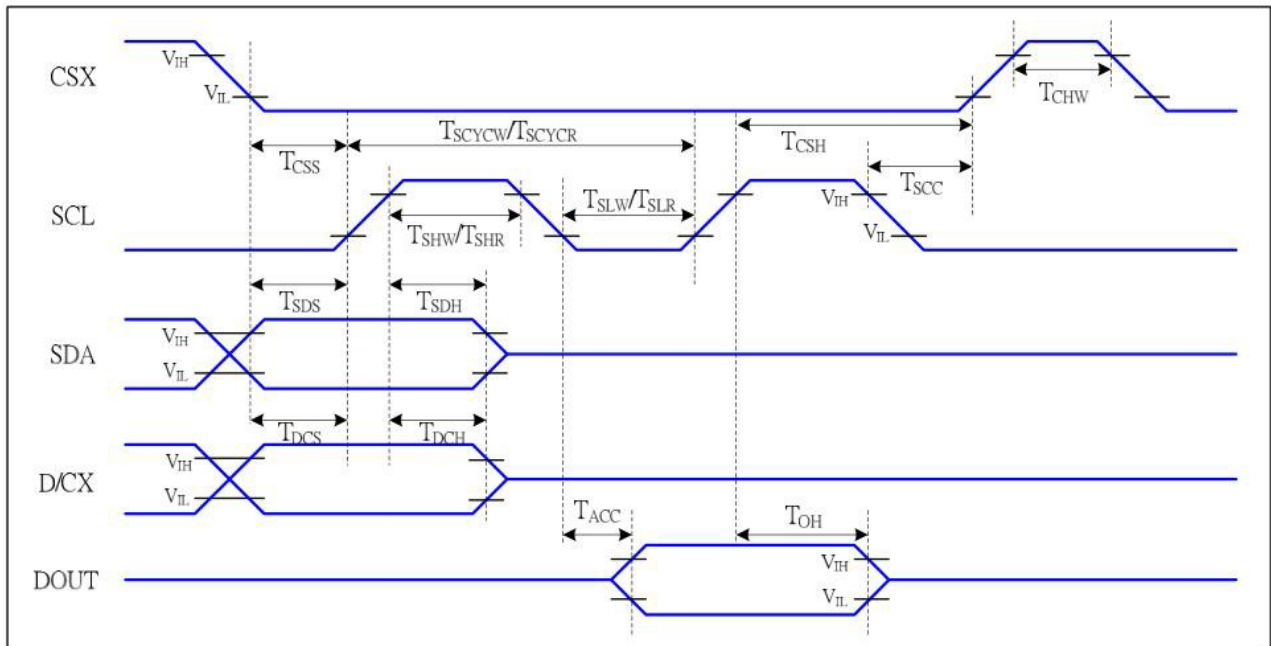 CSX
VIH
VIL
TCHW
TSCYCW/TSCYCR
TCSH
TCSS
TSCC
SCL
TSHW/TSHR
TSLW/TSLR
VIH
VIL
TSDS
TSDH
SDA
VIH
VIL
TDCS
TDCH
D/CX
VIH
VIL
TACC
TOH
DOUT
VIH
VIL